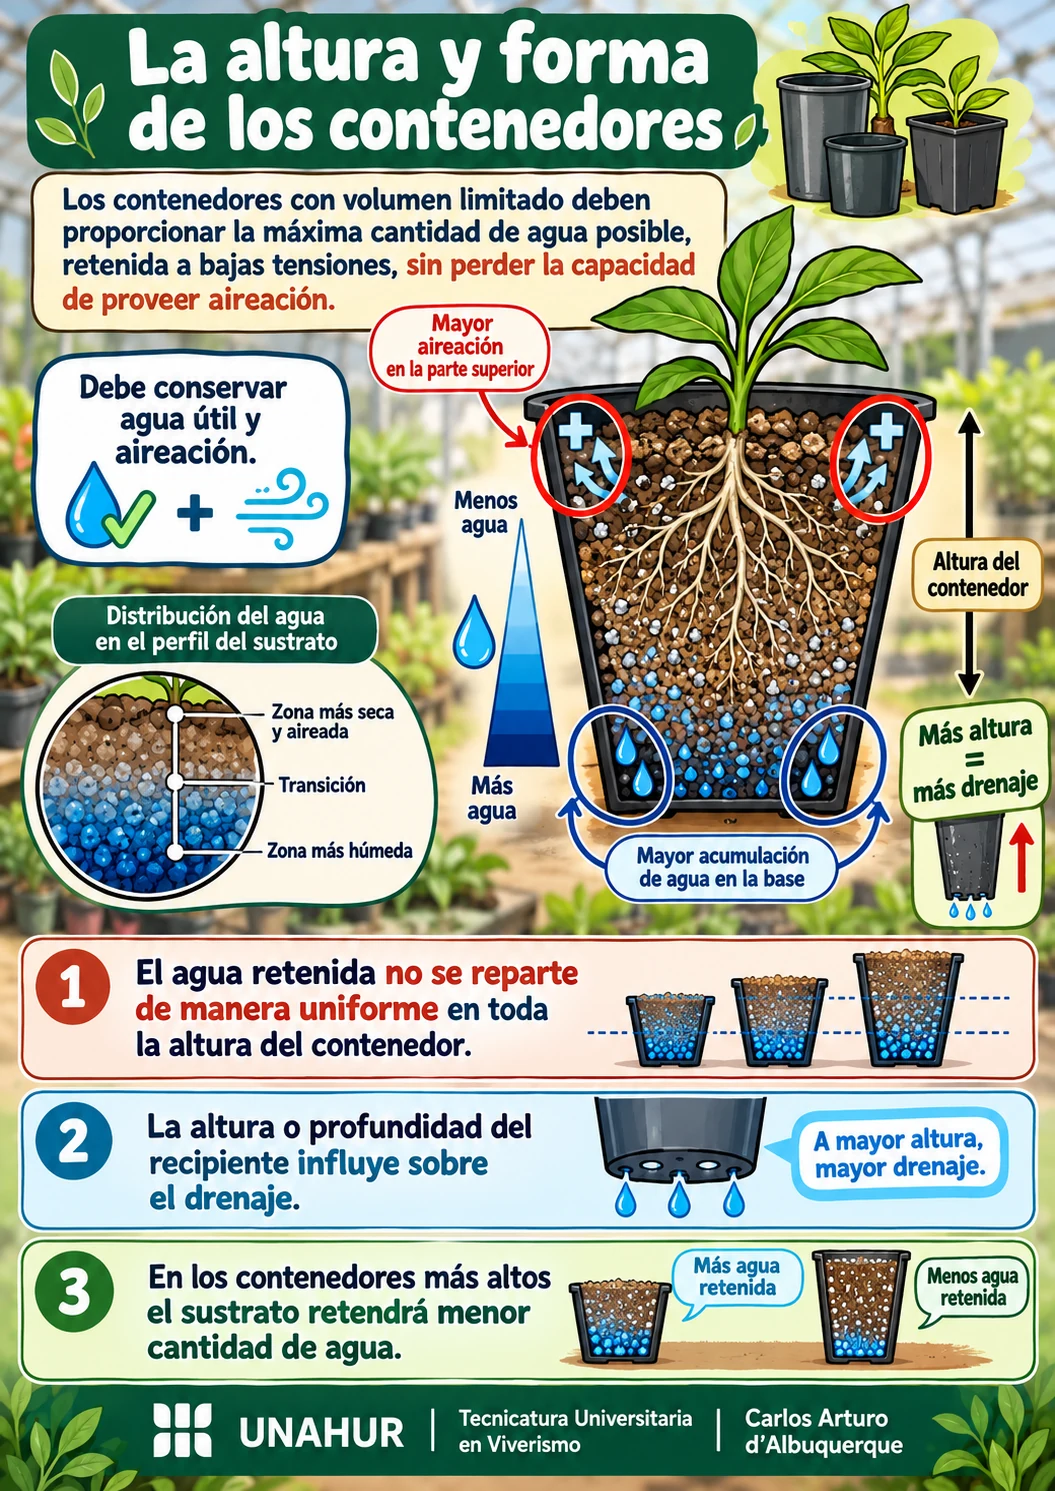 La altura y forma
de los contenedores
Los contenedores con volumen limitado deben
proporcionar la máxima cantidad de agua posible,
retenida a bajas tensiones, sin perder la capacidad
de proveer aireación.
Mayor
aireación
en la parte superior
Debe conservar
agua útil y
aireación.
Menos
agua
Más
agua
Altura del
contenedor
Distribución del agua
en el perfil del sustrato
Zona más seca
y aireada
Transición
Zona más húmeda
Más altura
=
más drenaje
Mayor acumulación
de agua en la base
1
El agua retenida no se reparte
de manera uniforme en toda
la altura del contenedor.
2
La altura o profundidad del
recipiente influye sobre
el drenaje.
A mayor altura,
mayor drenaje.
3
En los contenedores más altos
el sustrato retendrá menor
cantidad de agua.
Más agua
retenida
Menos agua
retenida
UNAHUR
Tecnicatura Universitaria
en Viverismo
Carlos Arturo
d'Albuquerque